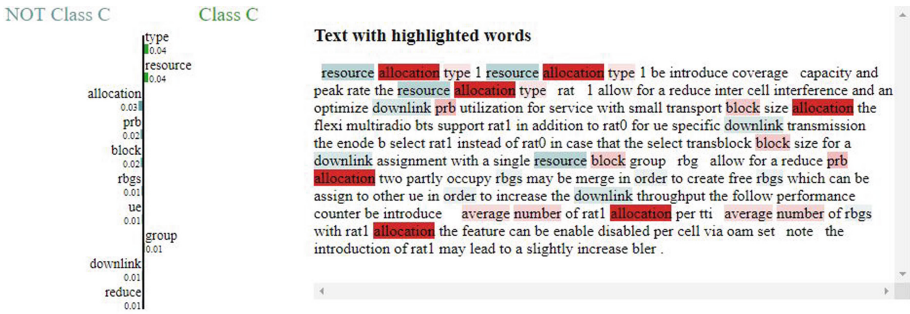 NOT Class C
Class C
type
0.04
resource
0.04
allocation
0.03
prb
0.02
block
0.02
rbgs
0.01
ue
0.01
group
0.01
downlink
0.01
reduce
0.01
Text with highlighted words
resource allocation type 1 resource allocation type 1 be introduce coverage capacity and
peak rate the resource allocation type rat 1 allow for a reduce inter cell interference and an
optimize downlink prb utilization for service with small transport block size allocation the
flexi multiradio bts support rat1 in addition to rat0 for ue specific downlink transmission
the enode b select rat1 instead of rat0 in case that the select transblock block size for a
downlink assignment with a single resource block group rbg allow for a reduce prb
allocation two partly occupy rbgs may be merge in order to create free rbgs which can be
assign to other ue in order to increase the downlink throughput the follow performance
counter be introduce average number of rat1 allocation per tti average number of rbgs
with rat1 allocation the feature can be enable disabled per cell via oam set note the
introduction of rat1 may lead to a slightly increase bler .